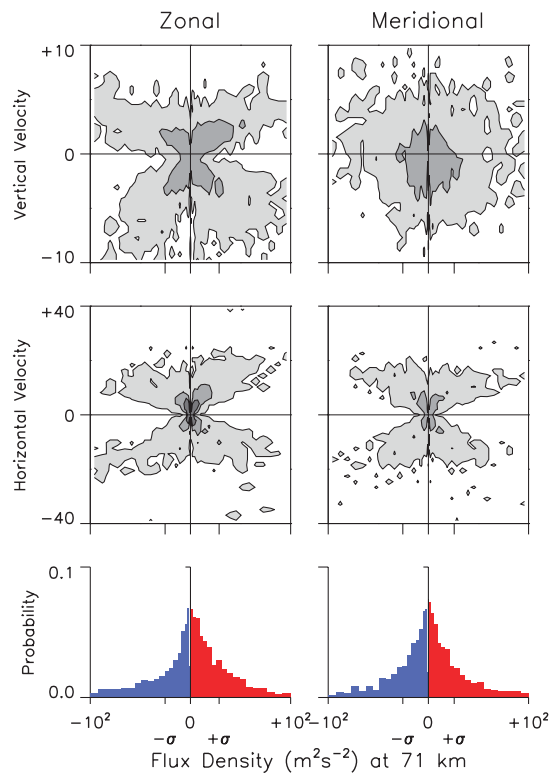 Zonal Meridional
+10
Vertical Velocity
0
−10
+40
Horizontal Velocity
0
−40
0.1
Probability
0.0
−10² 0 +10² −10² 0 +10²
−σ +σ −σ +σ
Flux Density (m²s⁻²) at 71 km